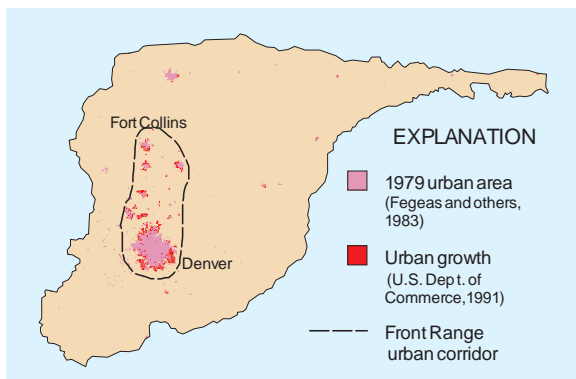 Fort Collins
Denver
EXPLANATION
1979 urban area
(Fegeas and others,
1983)
Urban growth
(U.S. Dept. of
Commerce,1991)
Front Range
urban corridor